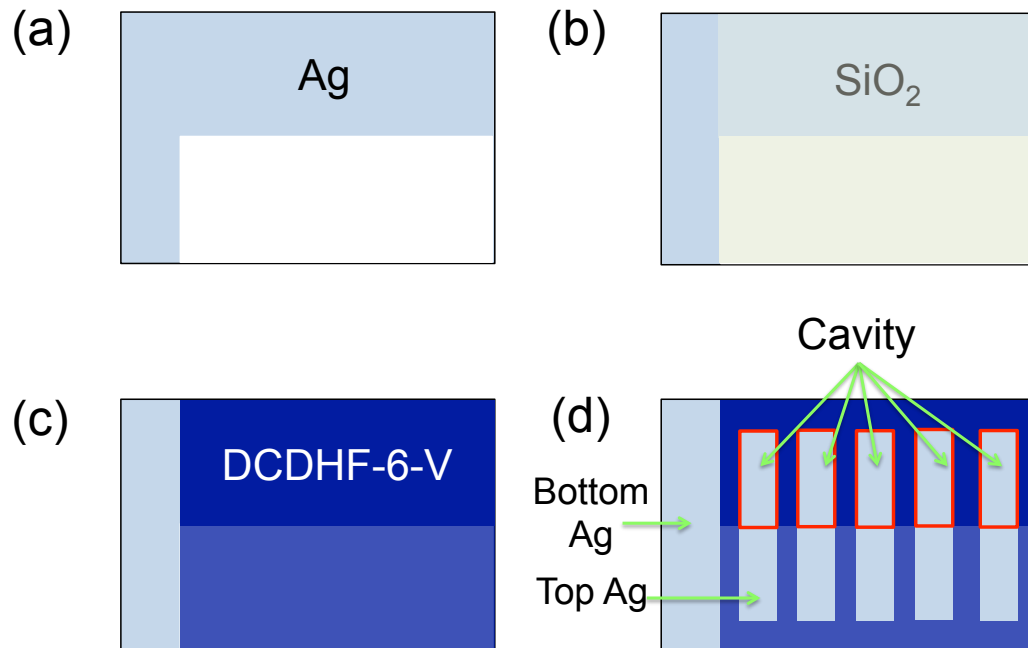 (a)
Ag
(b)
SiO₂
(c)
DCDHF-6-V
(d)
Cavity
Bottom
Ag
Top Ag